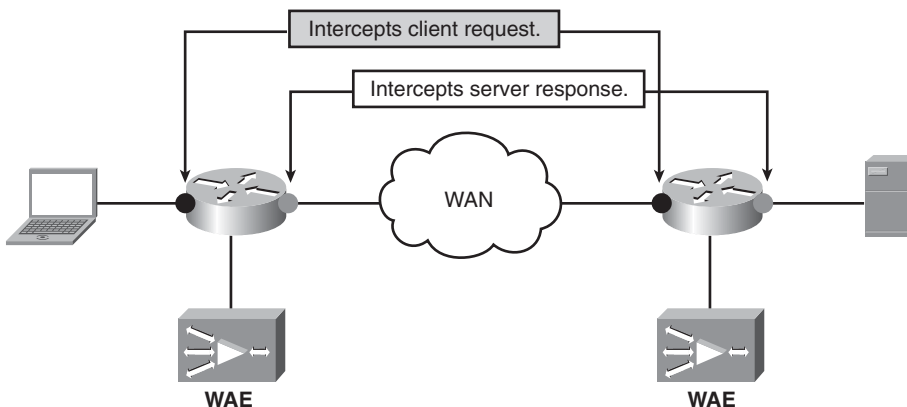 Intercepts client request.
Intercepts server response.
WAN
WAE
WAE